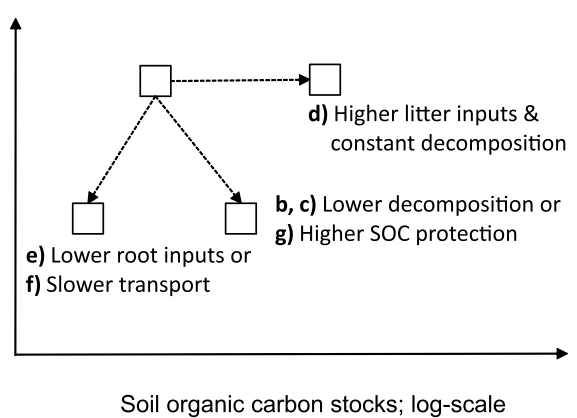 d) Higher litter inputs &
constant decomposition
b, c) Lower decomposition or
g) Higher SOC protection
e) Lower root inputs or
f) Slower transport
Soil organic carbon stocks; log-scale